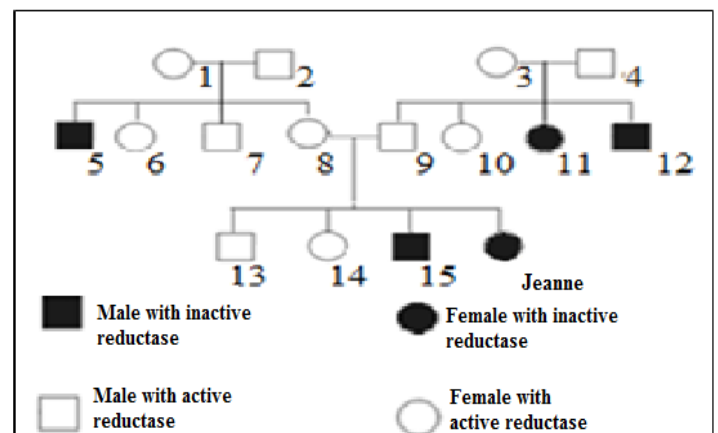 1 2 3 4
5 6 7 8 9 10 11 12
13 14 15 Jeanne
Male with inactive
reductase
Female with inactive
reductase
Male with active
reductase
Female with
active reductase